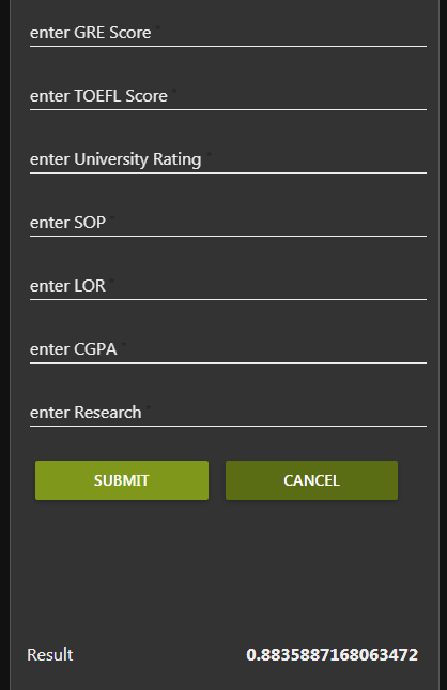 enter GRE Score *
enter TOEFL Score *
enter University Rating *
enter SOP *
enter LOR *
enter CGPA *
enter Research *
SUBMIT CANCEL
Result 0.8835887168063472